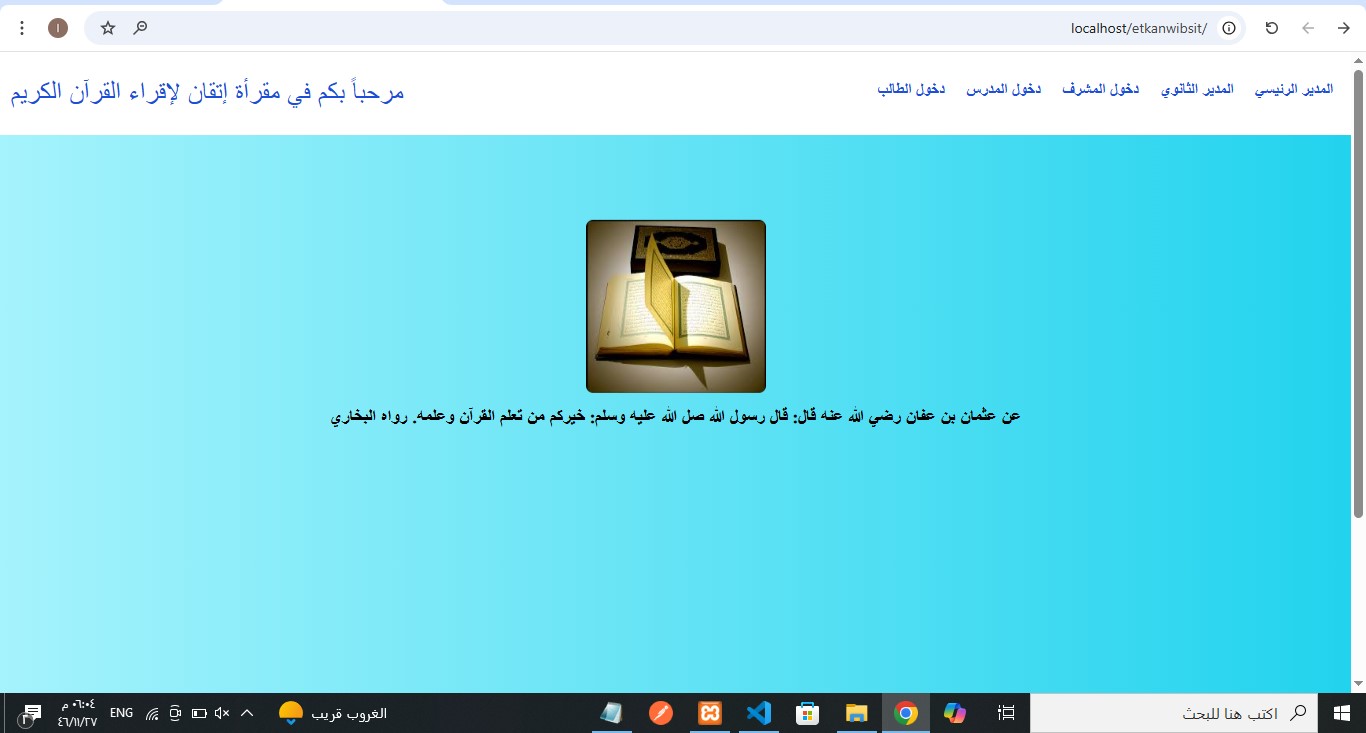 localhost/etkanwibsit/
المدير الرئيسي
المدير الثانوي
دخول المشرف
دخول المدرس
دخول الطالب
مرحباً بكم في مقرأة إتقان لإقراء القرآن الكريم
عن عثمان بن عفان رضي الله عنه قال: قال رسول الله صل الله عليه وسلم: خيركم من تعلم القرآن وعلمه. رواه البخاري
اكتب هنا للبحث
الغروب قريب
ENG
٠٦:٠٤ م
٤٦/١١/٢٧